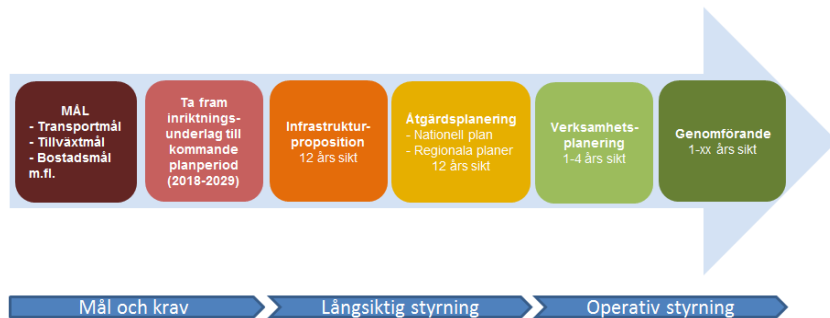 MÅL
- Transportmål
- Tillväxtmål
- Bostadsmål
m.fl.
Ta fram
inriktnings-
underlag till
kommande
planperiod
(2018-2029)
Infrastruktur-
proposition
12 års sikt
Åtgärdsplanering
- Nationell plan
- Regionala planer
12 års sikt
Verksamhets-
planering
1-4 års sikt
Genomförande
1-xx års sikt
Mål och krav
Långsiktig styrning
Operativ styrning